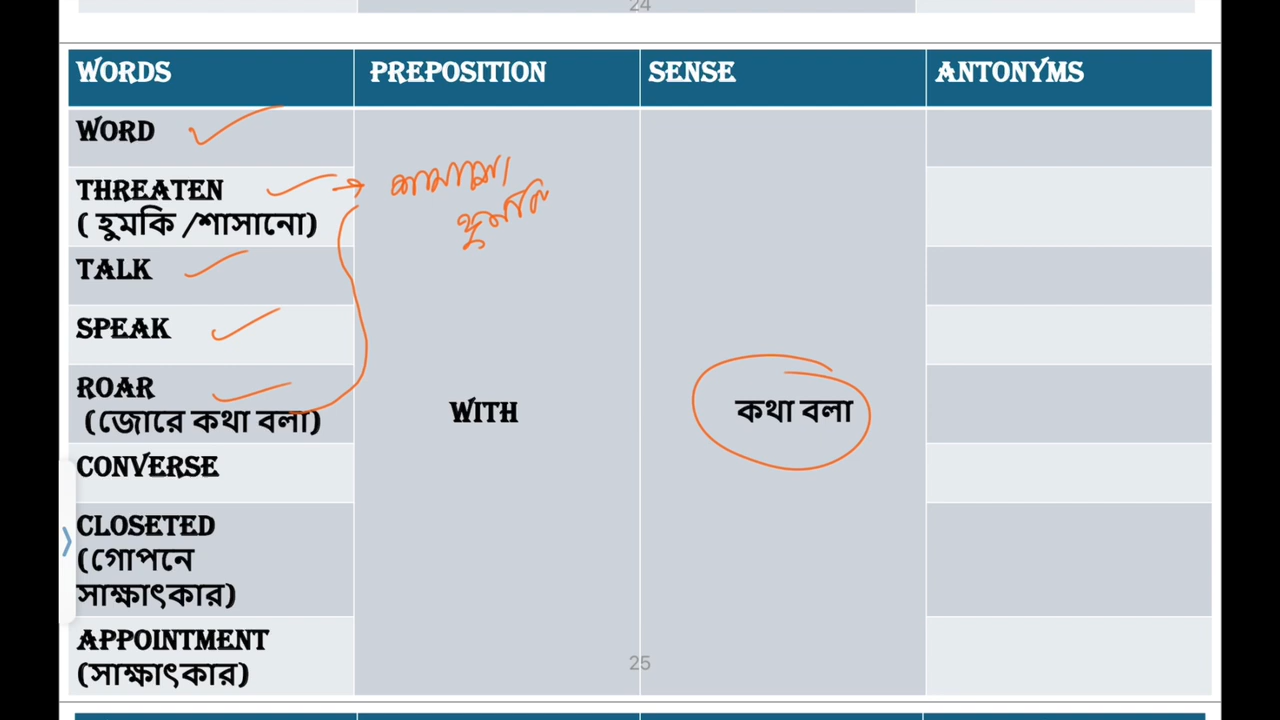 24
WORDS PREPOSITION SENSE ANTONYMS
WORD
THREATEN
( হুমকি /শাসানো)
TALK
SPEAK
ROAR
(জোরে কথা বলা)
WITH কথা বলা
CONVERSE
CLOSETED
(গোপনে
সাক্ষাৎকার)
APPOINTMENT
(সাক্ষাৎকার)
25